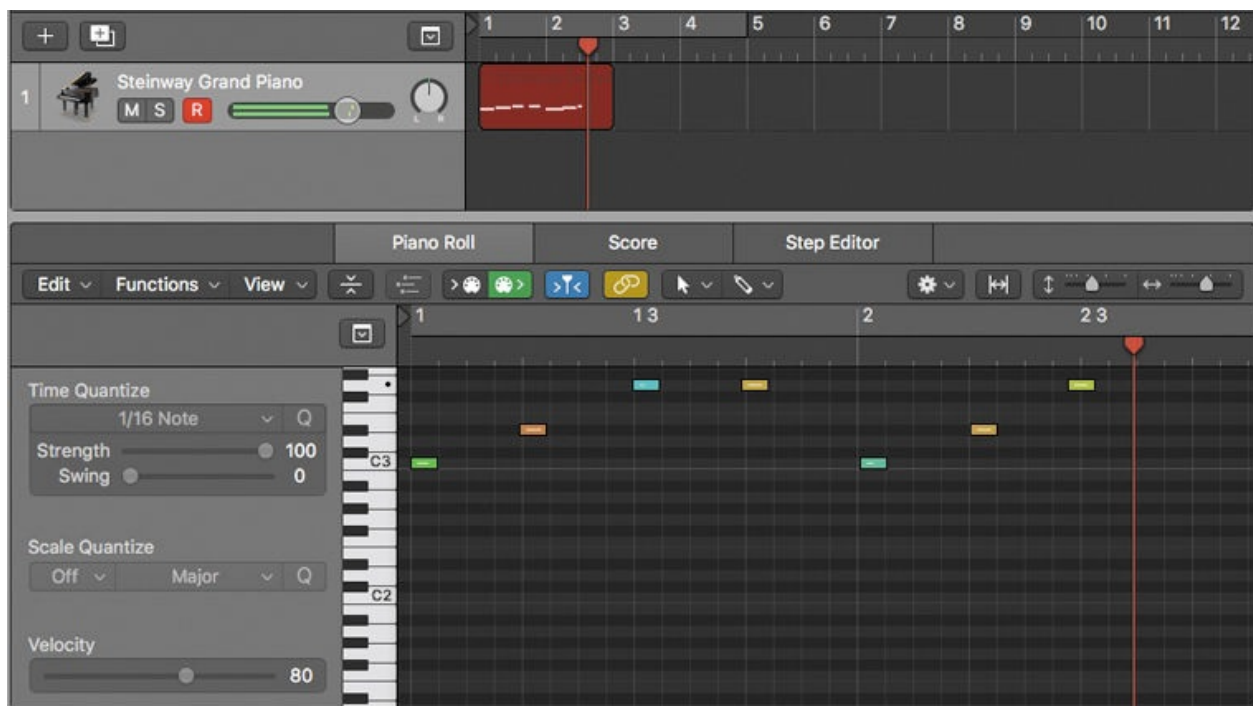 1 2 3 4 5 6 7 8 9 10 11 12
1 Steinway Grand Piano
M S R
L R
Piano Roll Score Step Editor
Edit Functions View
1 1 3 2 2 3
Time Quantize
1/16 Note Q
Strength 100
Swing 0
C3
Scale Quantize
Off Major Q
C2
Velocity
80